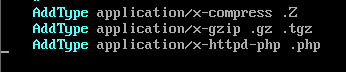 AddType application/x-compress .Z
AddType application/x-gzip .gz .tgz
AddType application/x-httpd-php .php